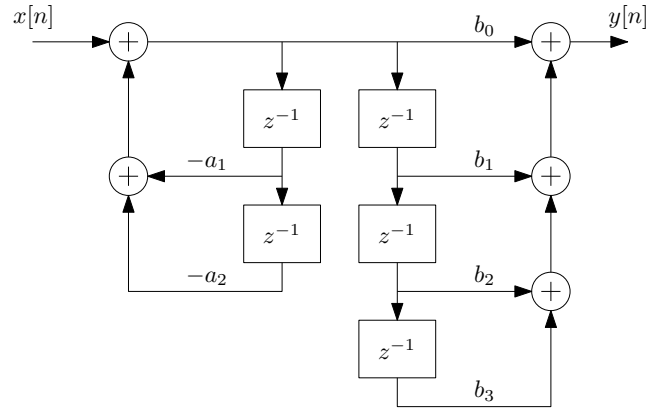 x[n] b₀ y[n]
+ +
z⁻¹ z⁻¹
−a₁ b₁
+ +
z⁻¹ z⁻¹
−a₂ b₂
+
z⁻¹
b₃